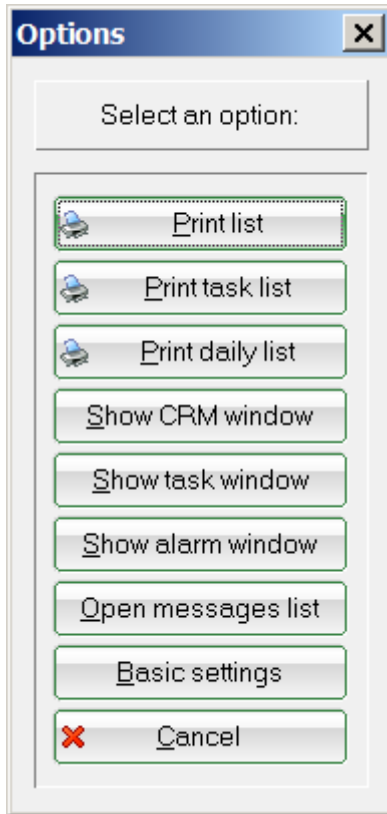 Options
Select an option:
Print list
Print task list
Print daily list
Show CRM window
Show task window
Show alarm window
Open messages list
Basic settings
Cancel